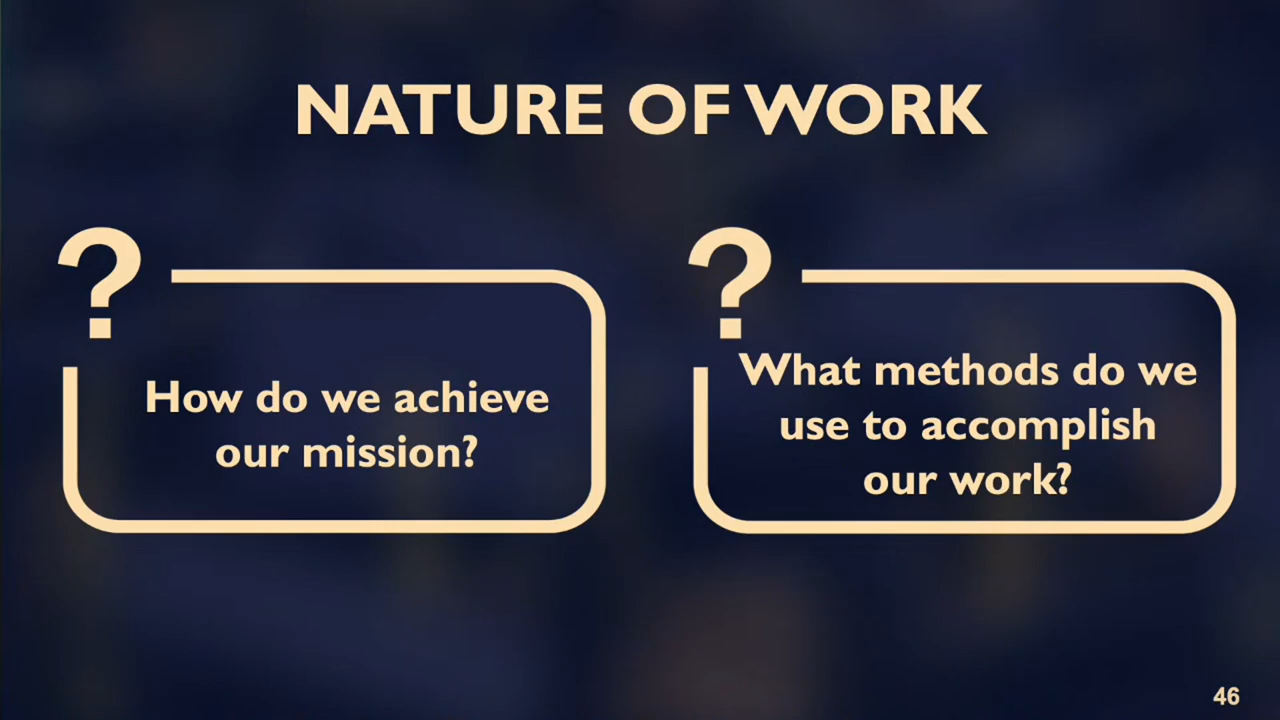 NATURE OF WORK
?
How do we achieve
our mission?
?
What methods do we
use to accomplish
our work?
46